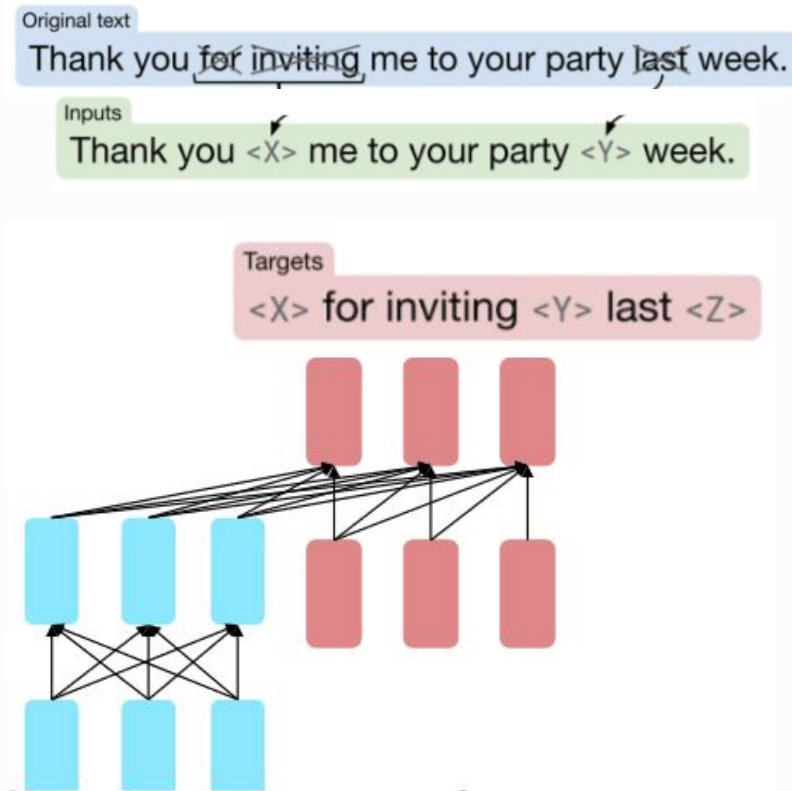 Original text
Thank you for inviting me to your party last week.
Inputs
Thank you <X> me to your party <Y> week.
Targets
<X> for inviting <Y> last <Z>